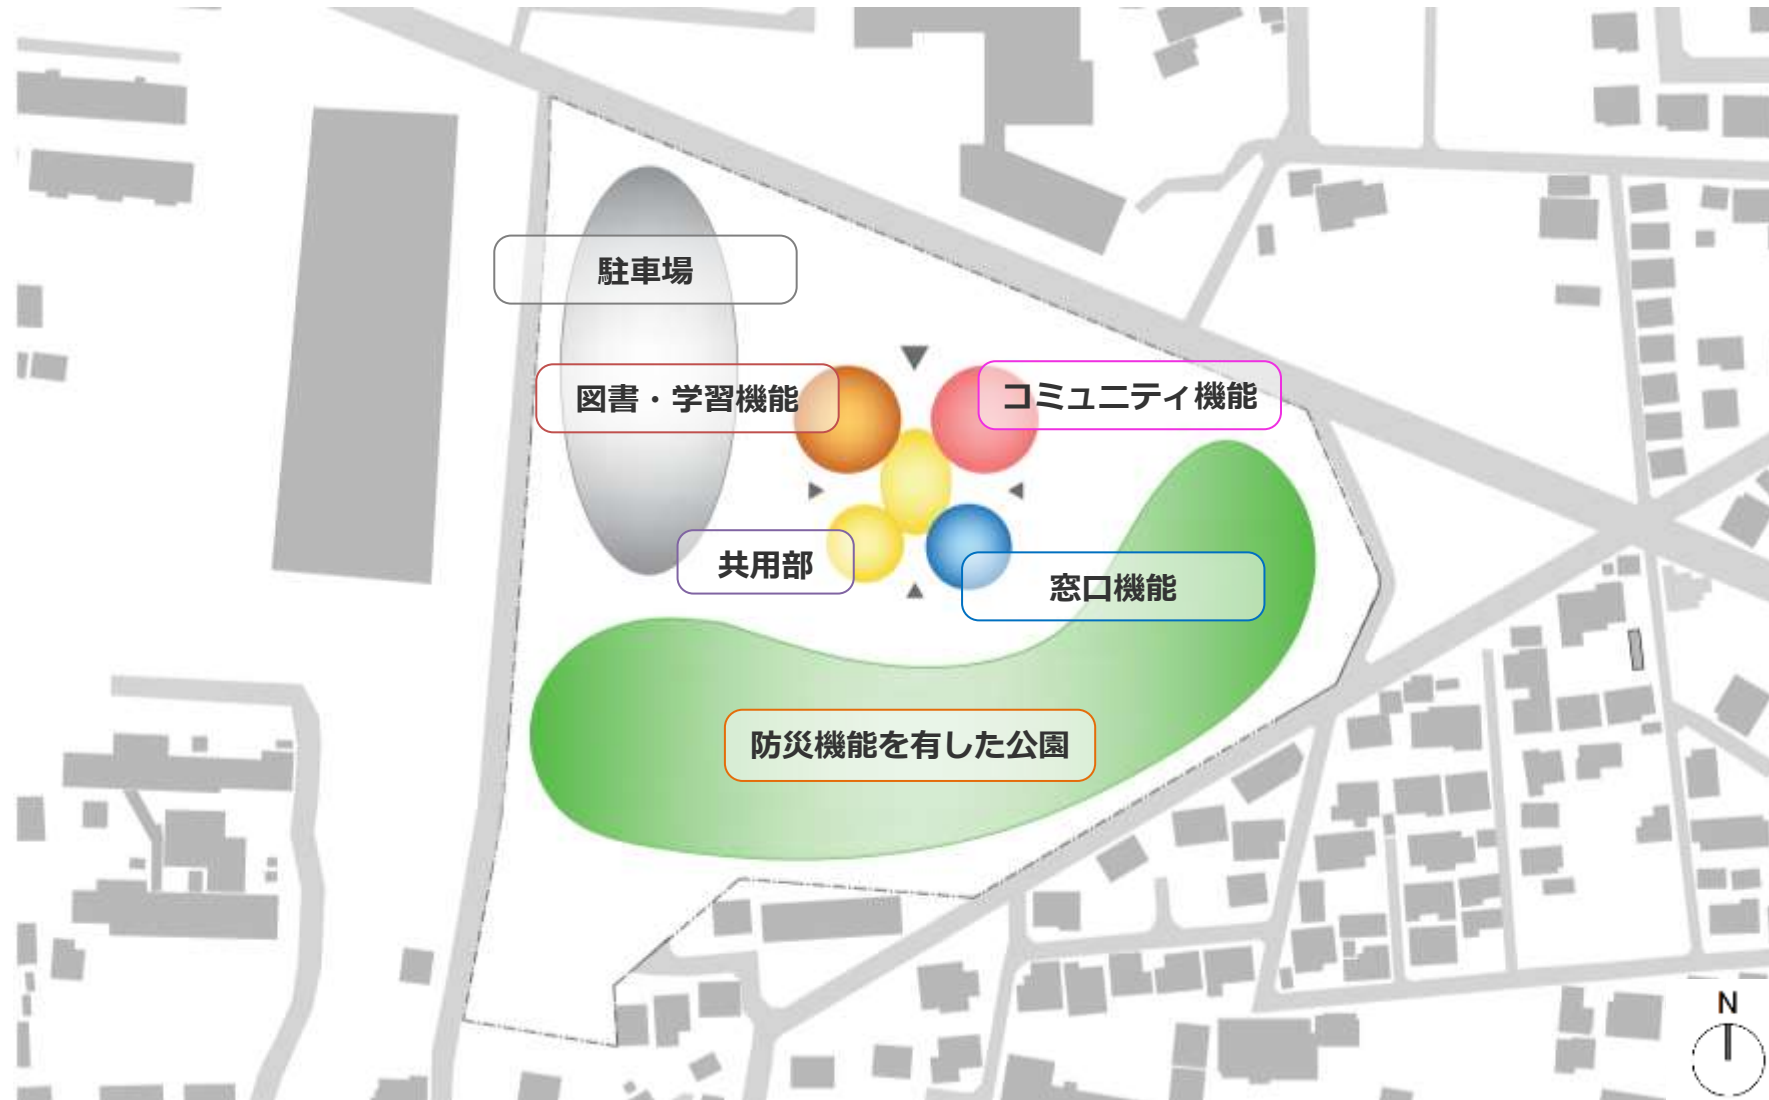 駐車場
図書・学習機能
コミュニティ機能
共用部
窓口機能
防災機能を有した公園
N